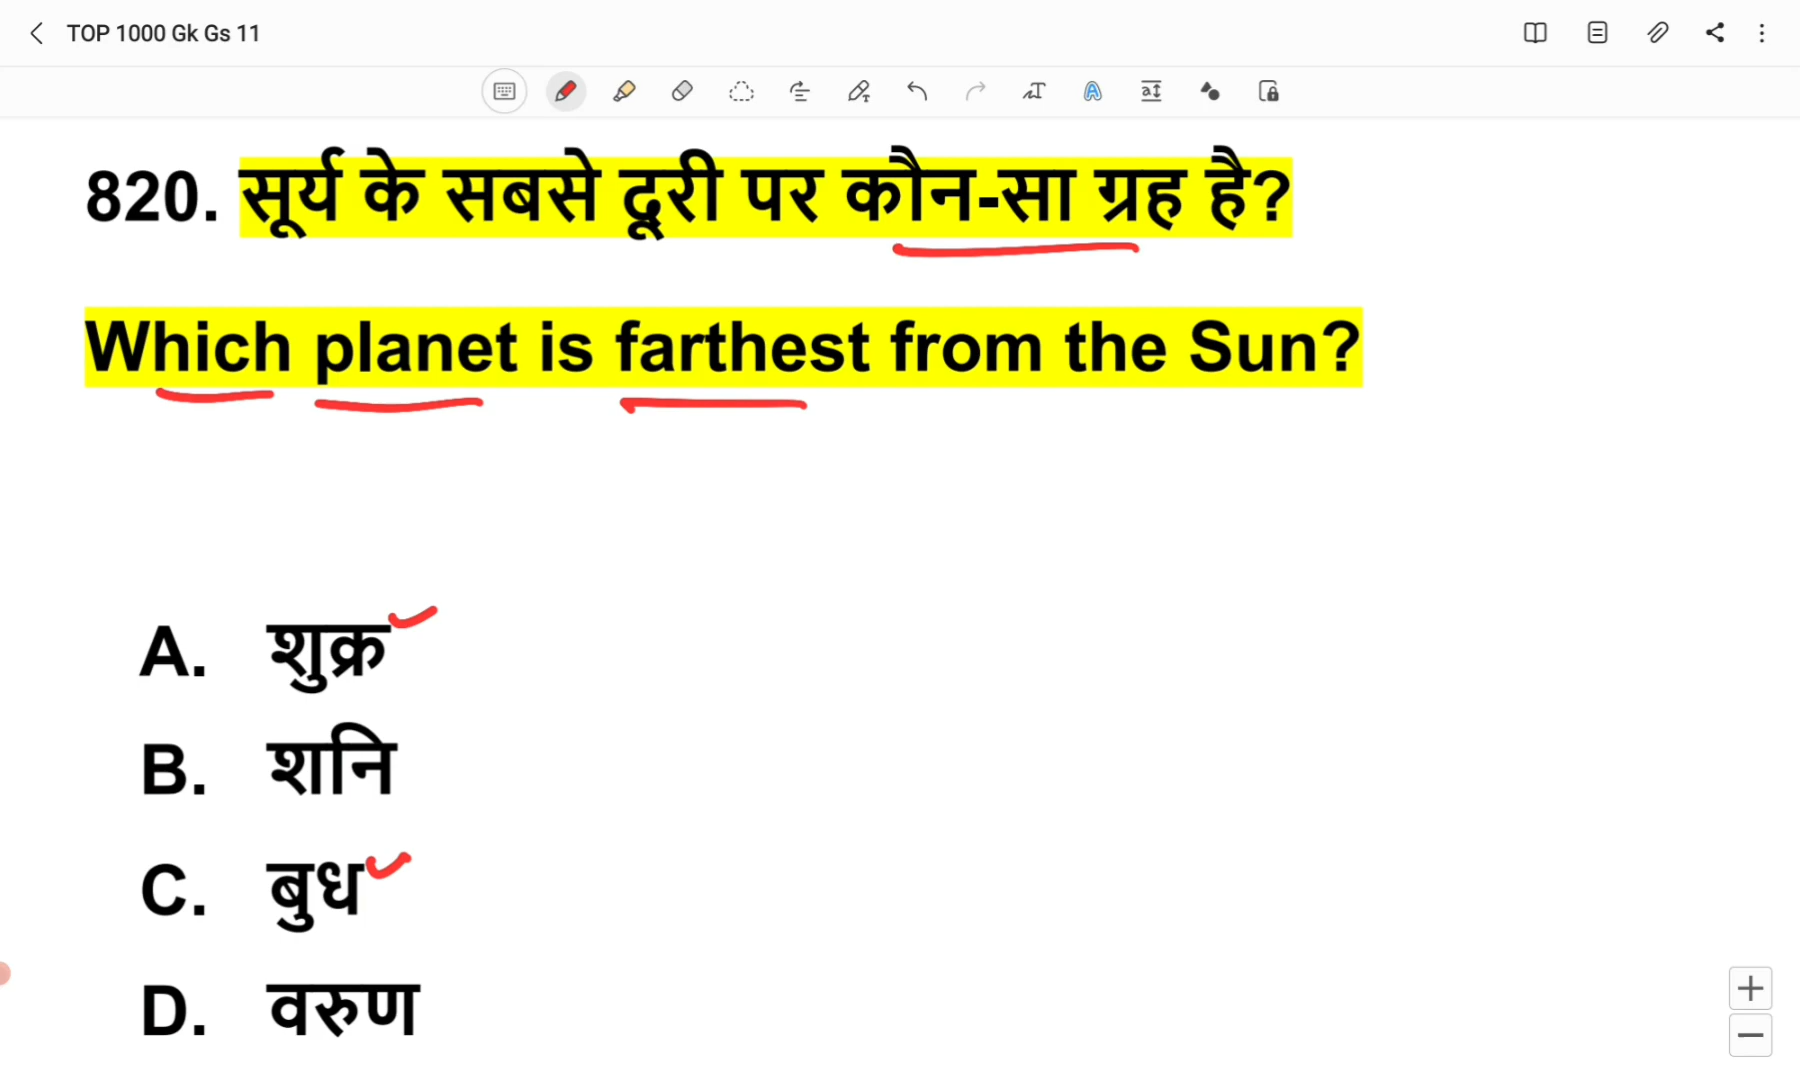 TOP 1000 Gk Gs 11
820. सूर्य के सबसे दूरी पर कौन-सा ग्रह है?
Which planet is farthest from the Sun?
A. शुक्र
B. शनि
C. बुध
D. वरुण